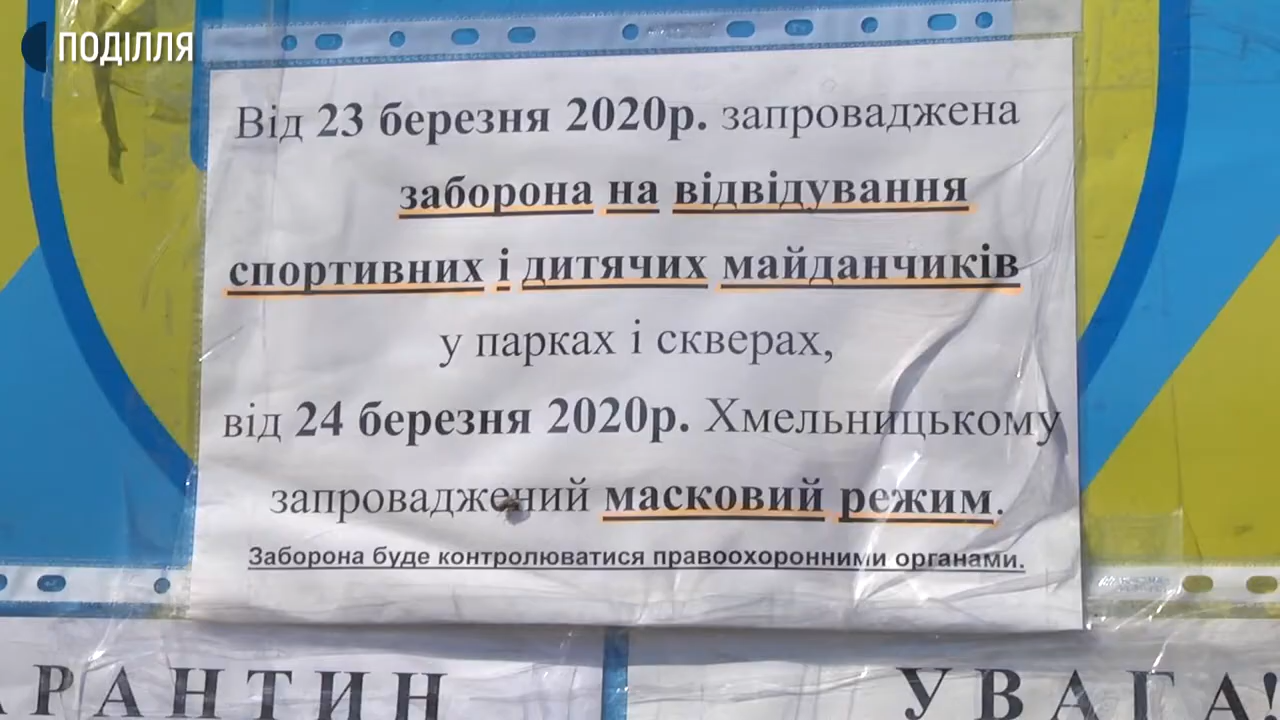 ПОДІЛЛЯ
Від 23 березня 2020р. запроваджена
заборона на відвідування
спортивних і дитячих майданчиків
у парках і скверах,
від 24 березня 2020р. Хмельницькому
запроваджений масковий режим.
Заборона буде контролюватися правоохоронними органами.
АРАНТИН
УВАГА!